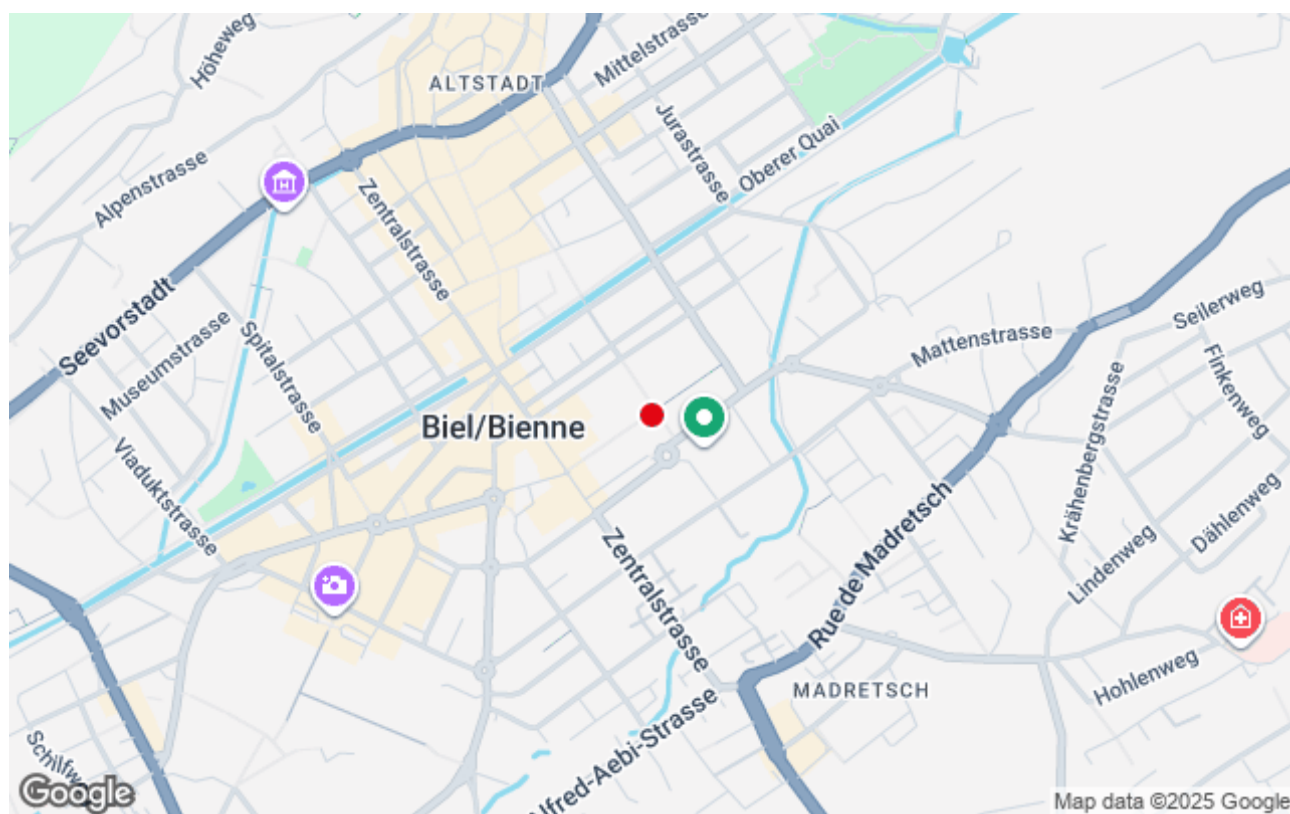 Höheweg
Mittelstrasse
ALTSTADT
Jurastrasse
Oberer Quai
Alpenstrasse
Zentralstrasse
Seevorstadt
Museumstrasse
Spitalstrasse
Seilerweg
Mattenstrasse
Finkenweg
Biel/Bienne
Krähenbergstrasse
Viaduktstrasse
Dählenweg
Rue de Madretsch
Lindenweg
Zentralstrasse
Hohlenweg
MADRETSCH
Alfred-Aebi-Strasse
Google
Map data ©2025 Google